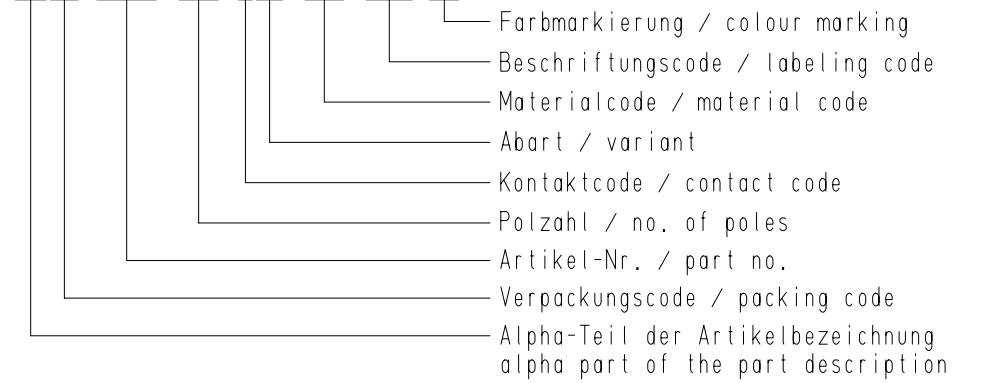 Farbmarkierung / colour marking
Beschriftungscode / labeling code
Materialcode / material code
Abart / variant
Kontaktcode / contact code
Polzahl / no. of poles
Artikel-Nr. / part no.
Verpackungscode / packing code
Alpha-Teil der Artikelbezeichnung
alpha part of the part description